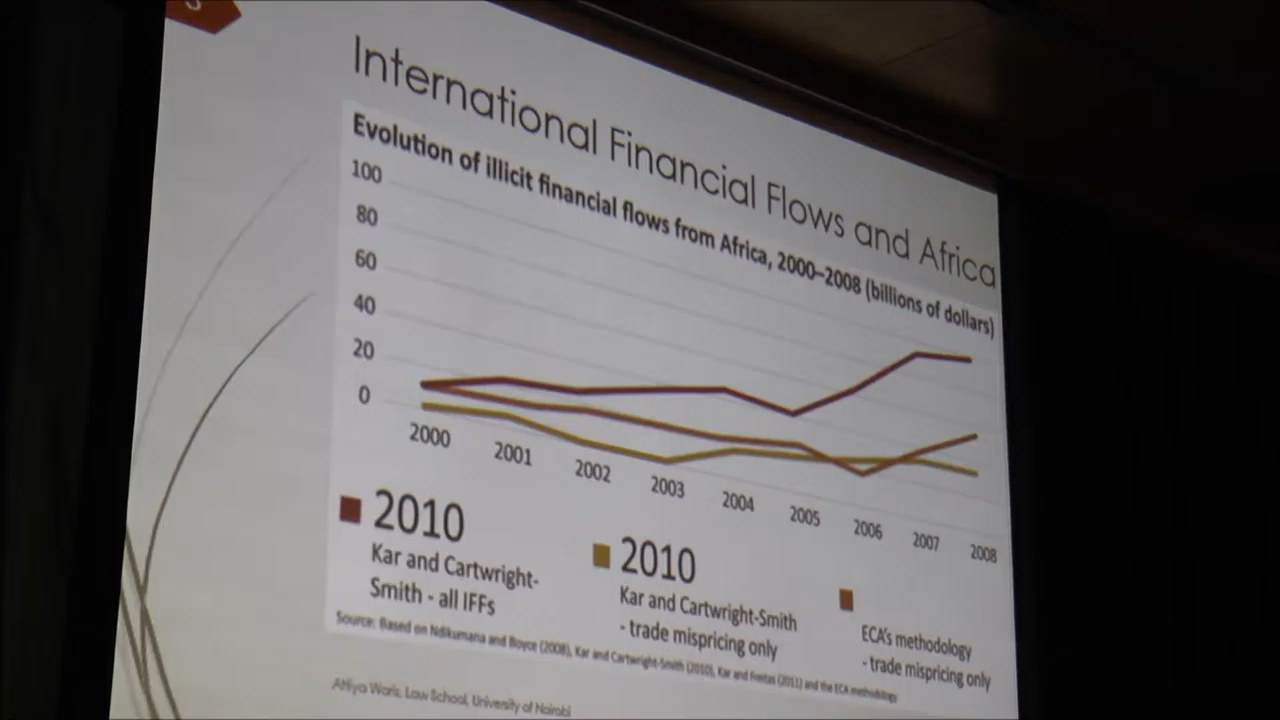 International Financial Flows and Africa
Evolution of illicit financial flows from Africa, 2000–2008 (billions of dollars)
100
80
60
40
20
0
2000
2001
2002
2003
2004
2005
2006
2007
2008
2010
Kar and Cartwright-
Smith - all IFFs
2010
Kar and Cartwright-Smith
- trade mispricing only
ECA's methodology
- trade mispricing only
Source: Based on Ndikumana and Boyce (2008), Kar and Cartwright-Smith (2010), Kar and Freitas (2011) and the ECA methodology
Attiya Waris, Law School, University of Nairobi